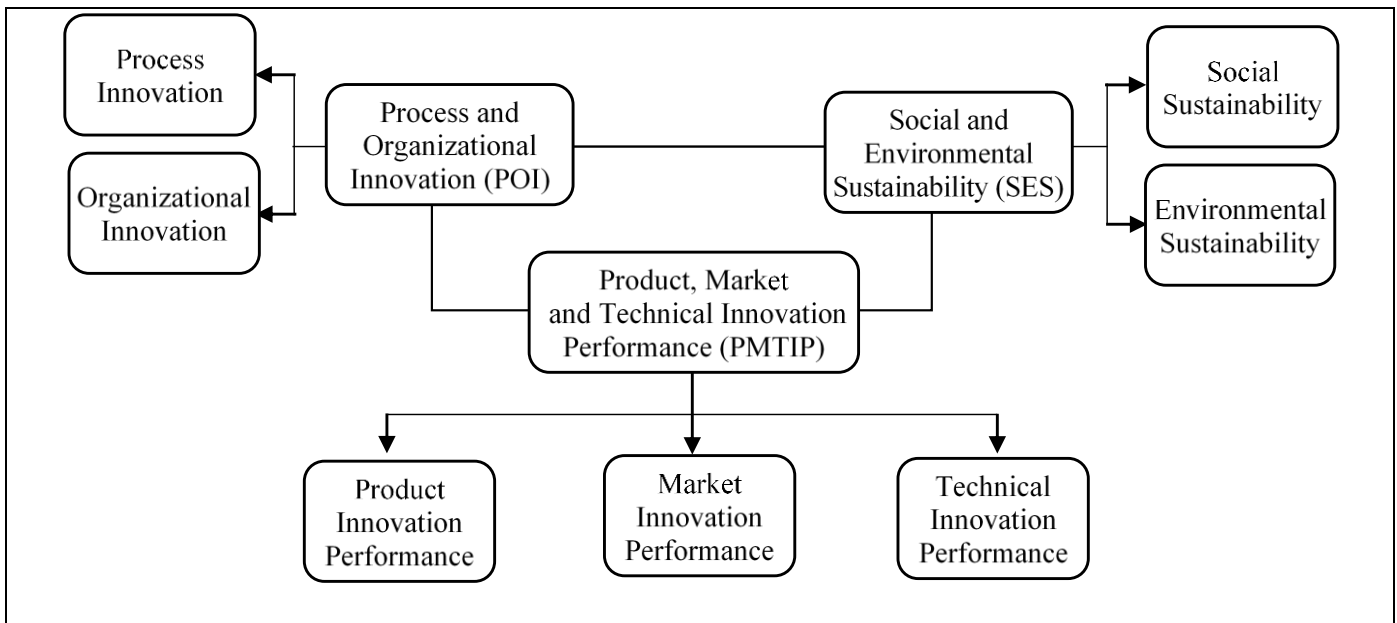 Process
Innovation
Organizational
Innovation
Process and
Organizational
Innovation (POI)
Social and
Environmental
Sustainability (SES)
Social
Sustainability
Environmental
Sustainability
Product, Market
and Technical Innovation
Performance (PMTIP)
Product
Innovation
Performance
Market
Innovation
Performance
Technical
Innovation
Performance